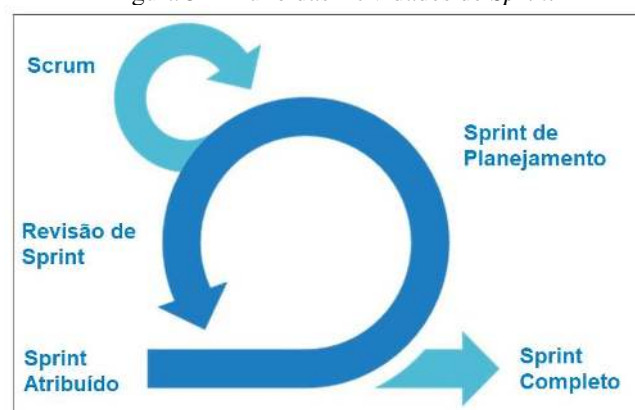 Scrum
Sprint de
Planejamento
Revisão de
Sprint
Sprint
Atribuído
Sprint
Completo